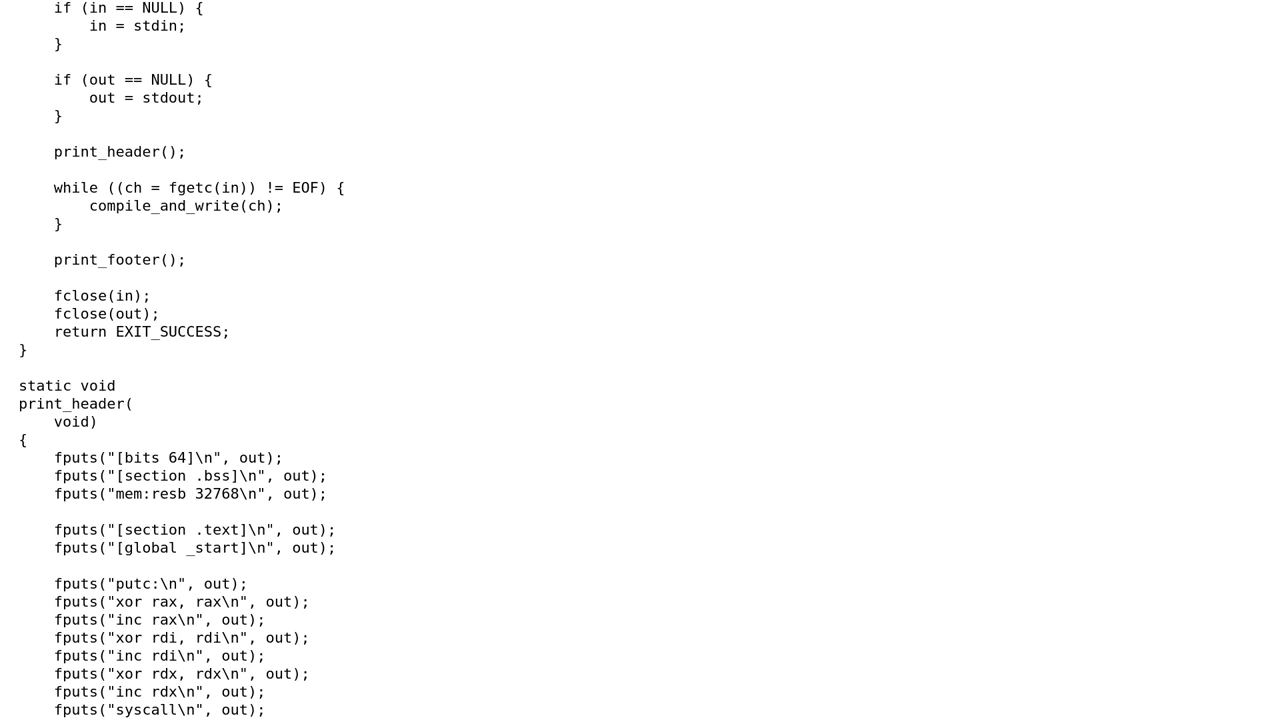 if (in == NULL) {
        in = stdin;
    }

    if (out == NULL) {
        out = stdout;
    }

    print_header();

    while ((ch = fgetc(in)) != EOF) {
        compile_and_write(ch);
    }

    print_footer();

    fclose(in);
    fclose(out);
    return EXIT_SUCCESS;
}

static void
print_header(
    void)
{
    fputs("[bits 64]\n", out);
    fputs("[section .bss]\n", out);
    fputs("mem:resb 32768\n", out);

    fputs("[section .text]\n", out);
    fputs("[global _start]\n", out);

    fputs("putc:\n", out);
    fputs("xor rax, rax\n", out);
    fputs("inc rax\n", out);
    fputs("xor rdi, rdi\n", out);
    fputs("inc rdi\n", out);
    fputs("xor rdx, rdx\n", out);
    fputs("inc rdx\n", out);
    fputs("syscall\n", out);